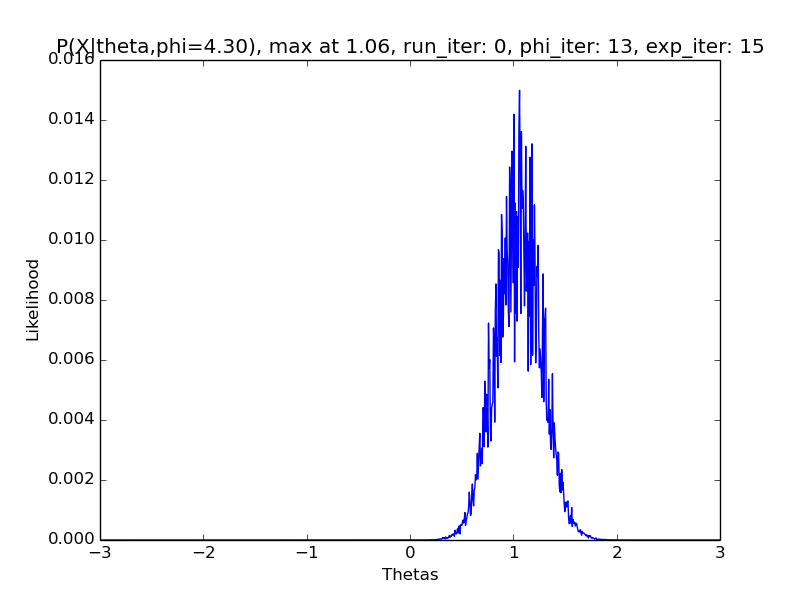 P(X|theta,phi=4.30), max at 1.06, run_iter: 0, phi_iter: 13, exp_iter: 15
0.016
0.014
0.012
0.010
0.008
0.006
0.004
0.002
0.000
Likelihood
−3 −2 −1 0 1 2 3
Thetas